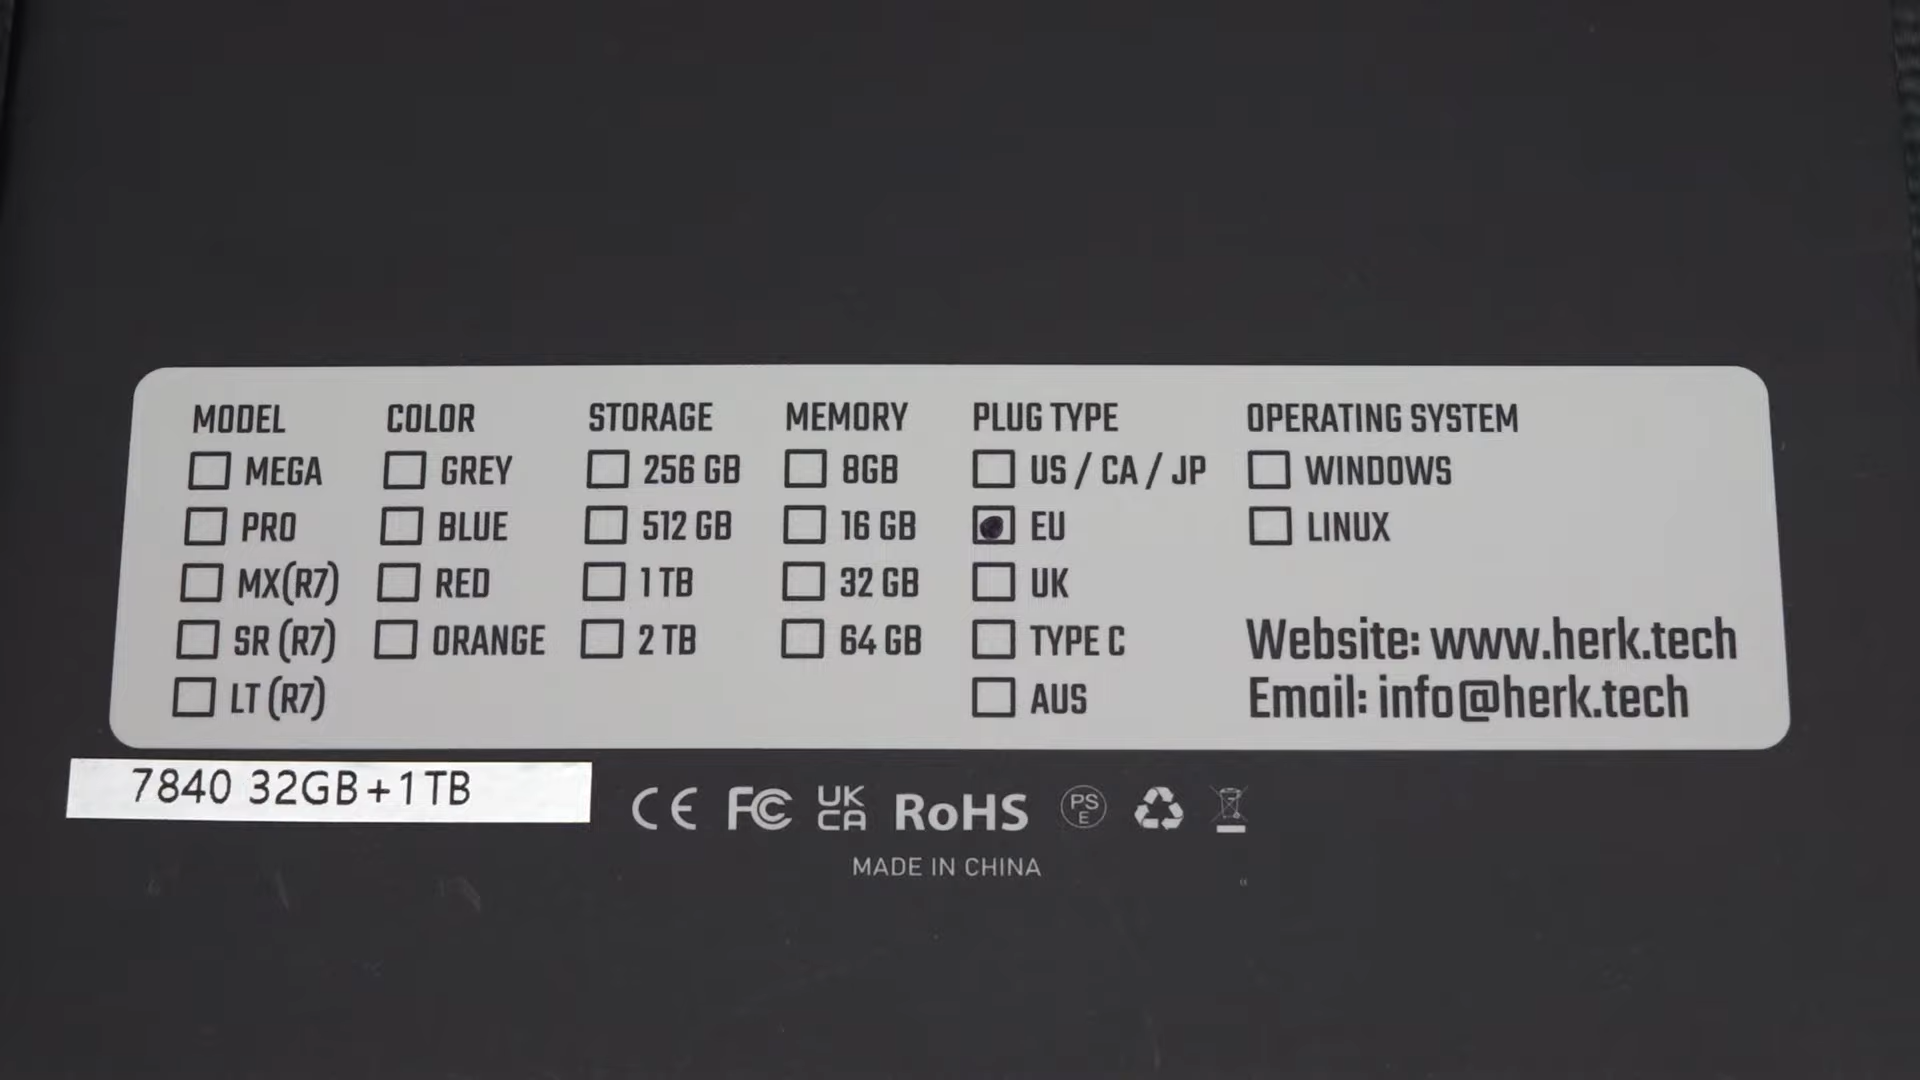 MODEL COLOR STORAGE MEMORY PLUG TYPE OPERATING SYSTEM
MEGA GREY 256 GB 8GB US / CA / JP WINDOWS
PRO BLUE 512 GB 16 GB EU LINUX
MX(R7) RED 1 TB 32 GB UK
SR (R7) ORANGE 2 TB 64 GB TYPE C Website: www.herk.tech
LT (R7) AUS Email: info@herk.tech
7840 32GB+1TB
CE FC UK CA RoHS PS E
MADE IN CHINA